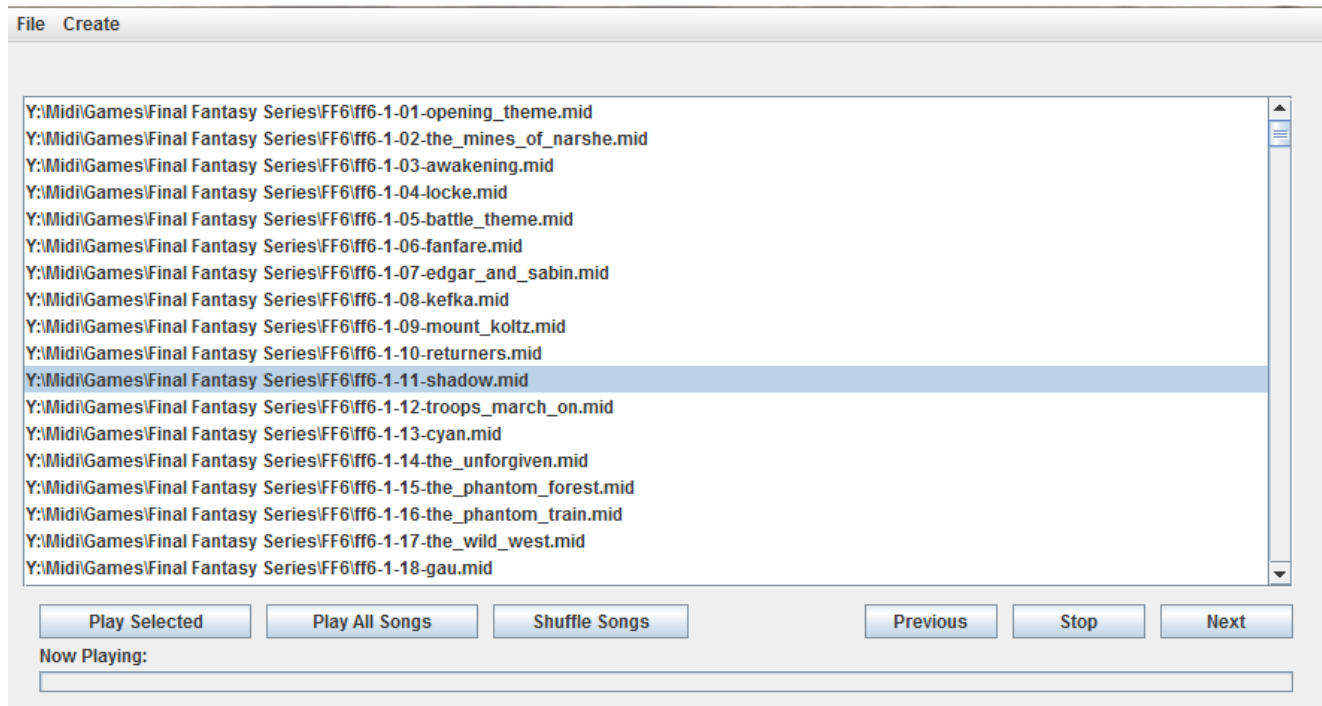 File Create
Y:\Midi\Games\Final Fantasy Series\FF6\ff6-1-01-opening_theme.mid
Y:\Midi\Games\Final Fantasy Series\FF6\ff6-1-02-the_mines_of_narshe.mid
Y:\Midi\Games\Final Fantasy Series\FF6\ff6-1-03-awakening.mid
Y:\Midi\Games\Final Fantasy Series\FF6\ff6-1-04-locke.mid
Y:\Midi\Games\Final Fantasy Series\FF6\ff6-1-05-battle_theme.mid
Y:\Midi\Games\Final Fantasy Series\FF6\ff6-1-06-fanfare.mid
Y:\Midi\Games\Final Fantasy Series\FF6\ff6-1-07-edgar_and_sabin.mid
Y:\Midi\Games\Final Fantasy Series\FF6\ff6-1-08-kefka.mid
Y:\Midi\Games\Final Fantasy Series\FF6\ff6-1-09-mount_koltz.mid
Y:\Midi\Games\Final Fantasy Series\FF6\ff6-1-10-returners.mid
Y:\Midi\Games\Final Fantasy Series\FF6\ff6-1-11-shadow.mid
Y:\Midi\Games\Final Fantasy Series\FF6\ff6-1-12-troops_march_on.mid
Y:\Midi\Games\Final Fantasy Series\FF6\ff6-1-13-cyan.mid
Y:\Midi\Games\Final Fantasy Series\FF6\ff6-1-14-the_unforgiven.mid
Y:\Midi\Games\Final Fantasy Series\FF6\ff6-1-15-the_phantom_forest.mid
Y:\Midi\Games\Final Fantasy Series\FF6\ff6-1-16-the_phantom_train.mid
Y:\Midi\Games\Final Fantasy Series\FF6\ff6-1-17-the_wild_west.mid
Y:\Midi\Games\Final Fantasy Series\FF6\ff6-1-18-gau.mid
Play Selected Play All Songs Shuffle Songs Previous Stop Next
Now Playing: